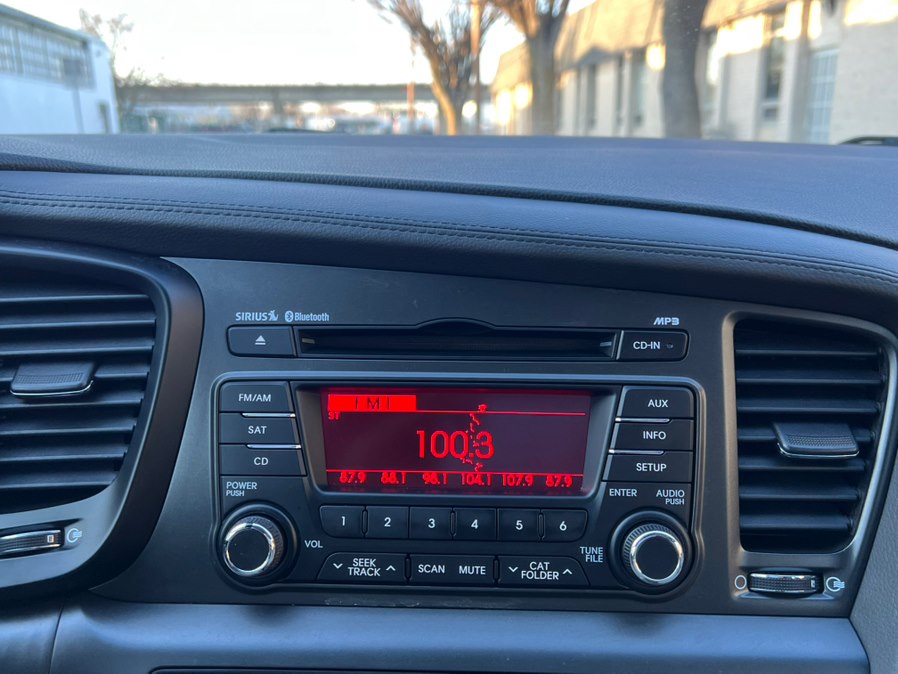 SIRIUS Bluetooth MP3
CD-IN
FM/AM
SAT
CD
ST
100.3
87.9 88.1 98.1 104.1 107.9 87.9
AUX
INFO
SETUP
POWER
PUSH
ENTER
AUDIO
PUSH
1 2 3 4 5 6
VOL
SEEK
TRACK
SCAN MUTE
CAT
FOLDER
TUNE
FILE